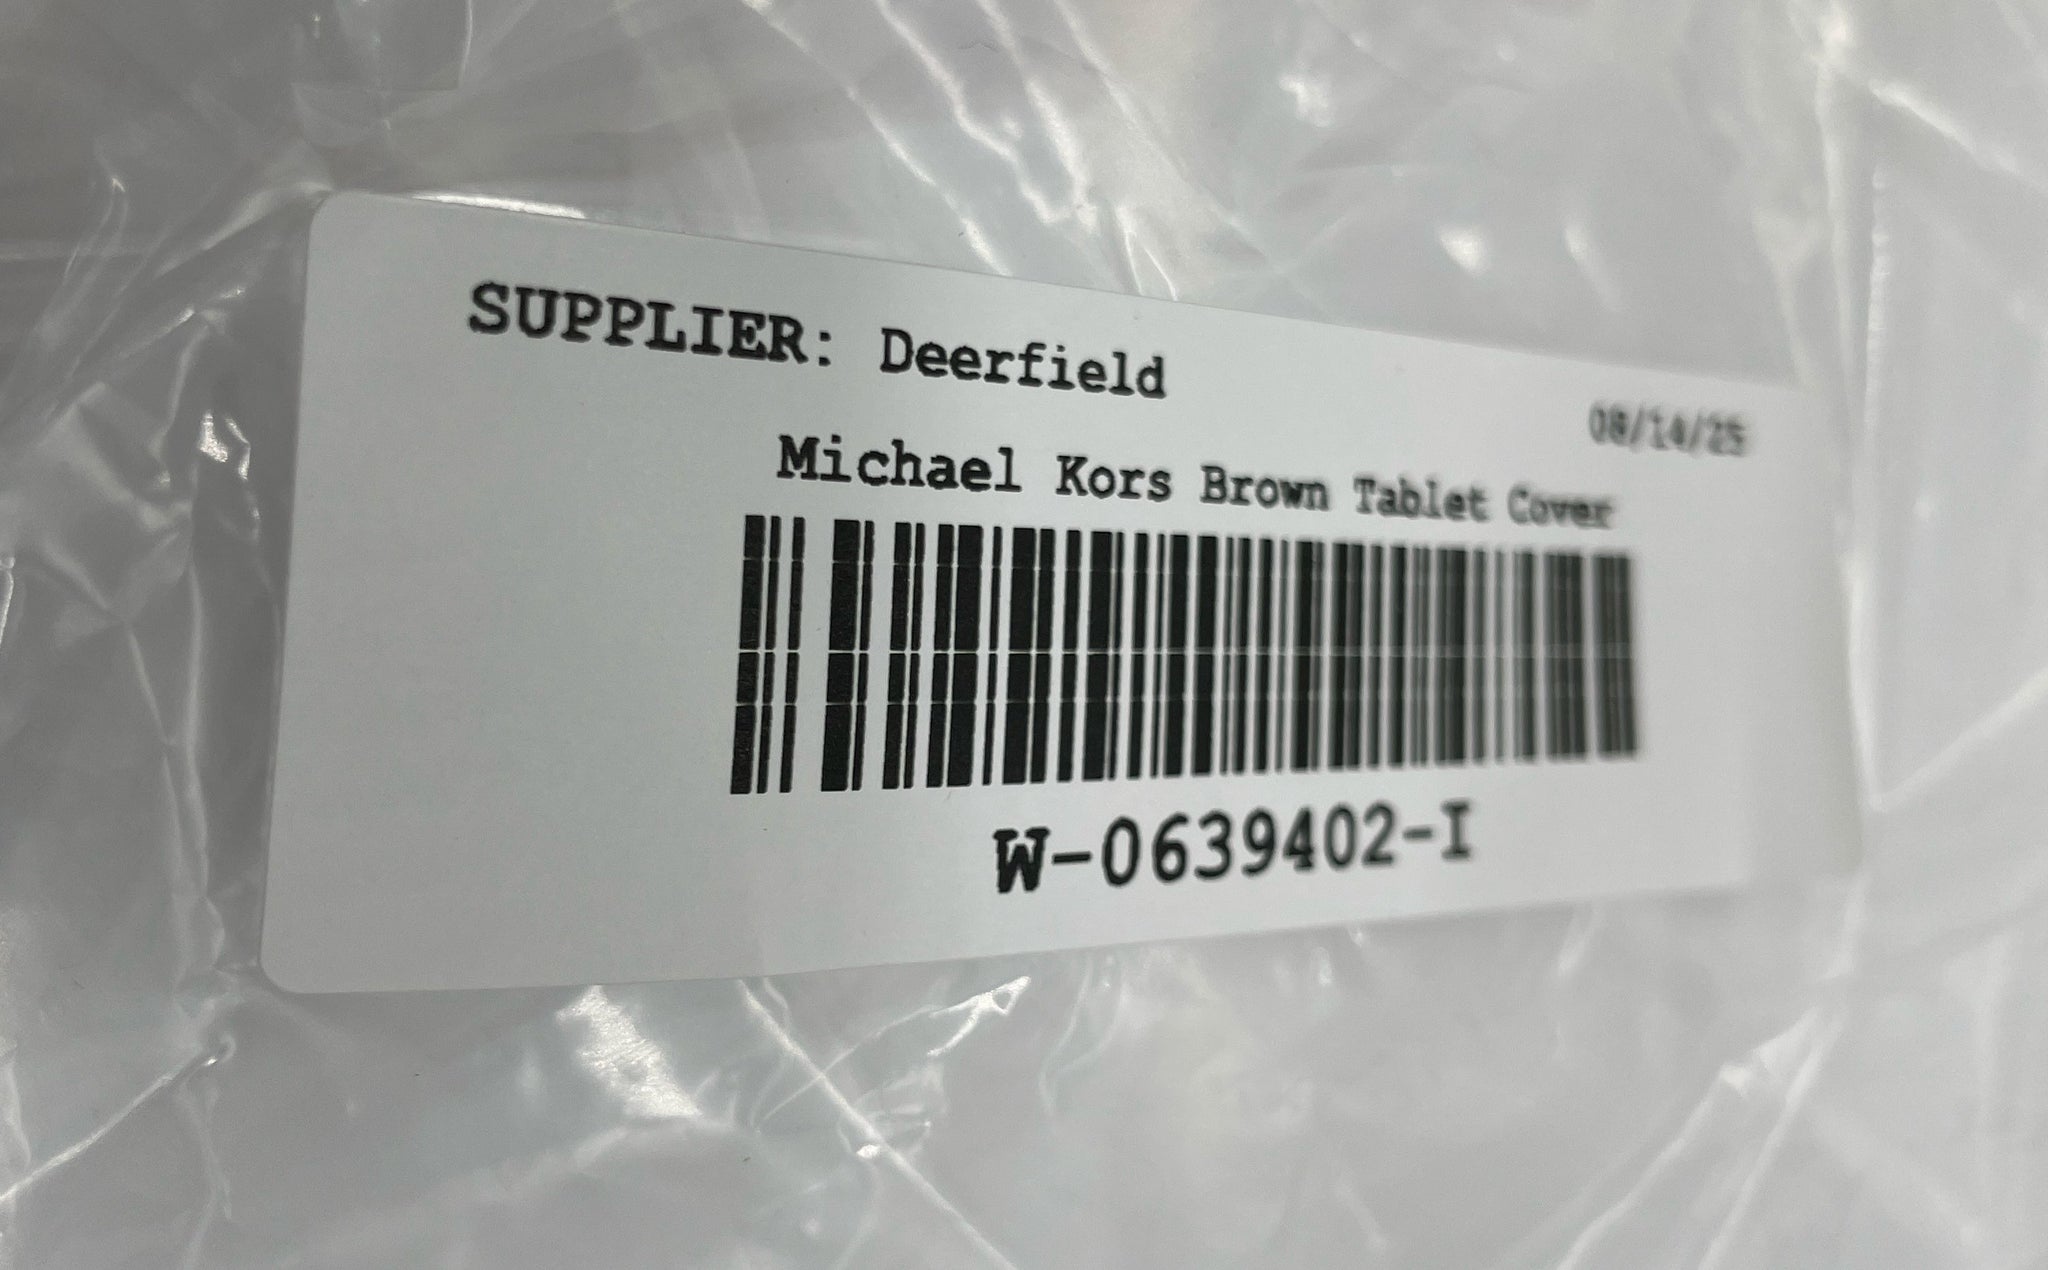 SUPPLIER: Deerfield
08/14/25
Michael Kors Brown Tablet Cover
W-0639402-I